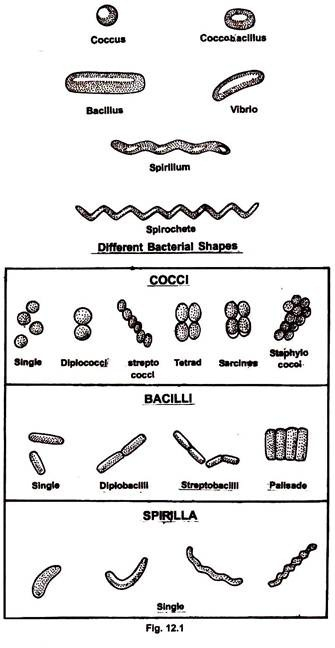 Coccus Coccobacillus
Bacillus Vibrio
Spirillum
Spirochete
Different Bacterial Shapes
COCCI
Single Diplococci strepto cocci Tetrad Sarcines Staphylo cocci
BACILLI
Single Diplobacilli Streptobacilli Palisade
SPIRILLA
Single
Fig. 12.1